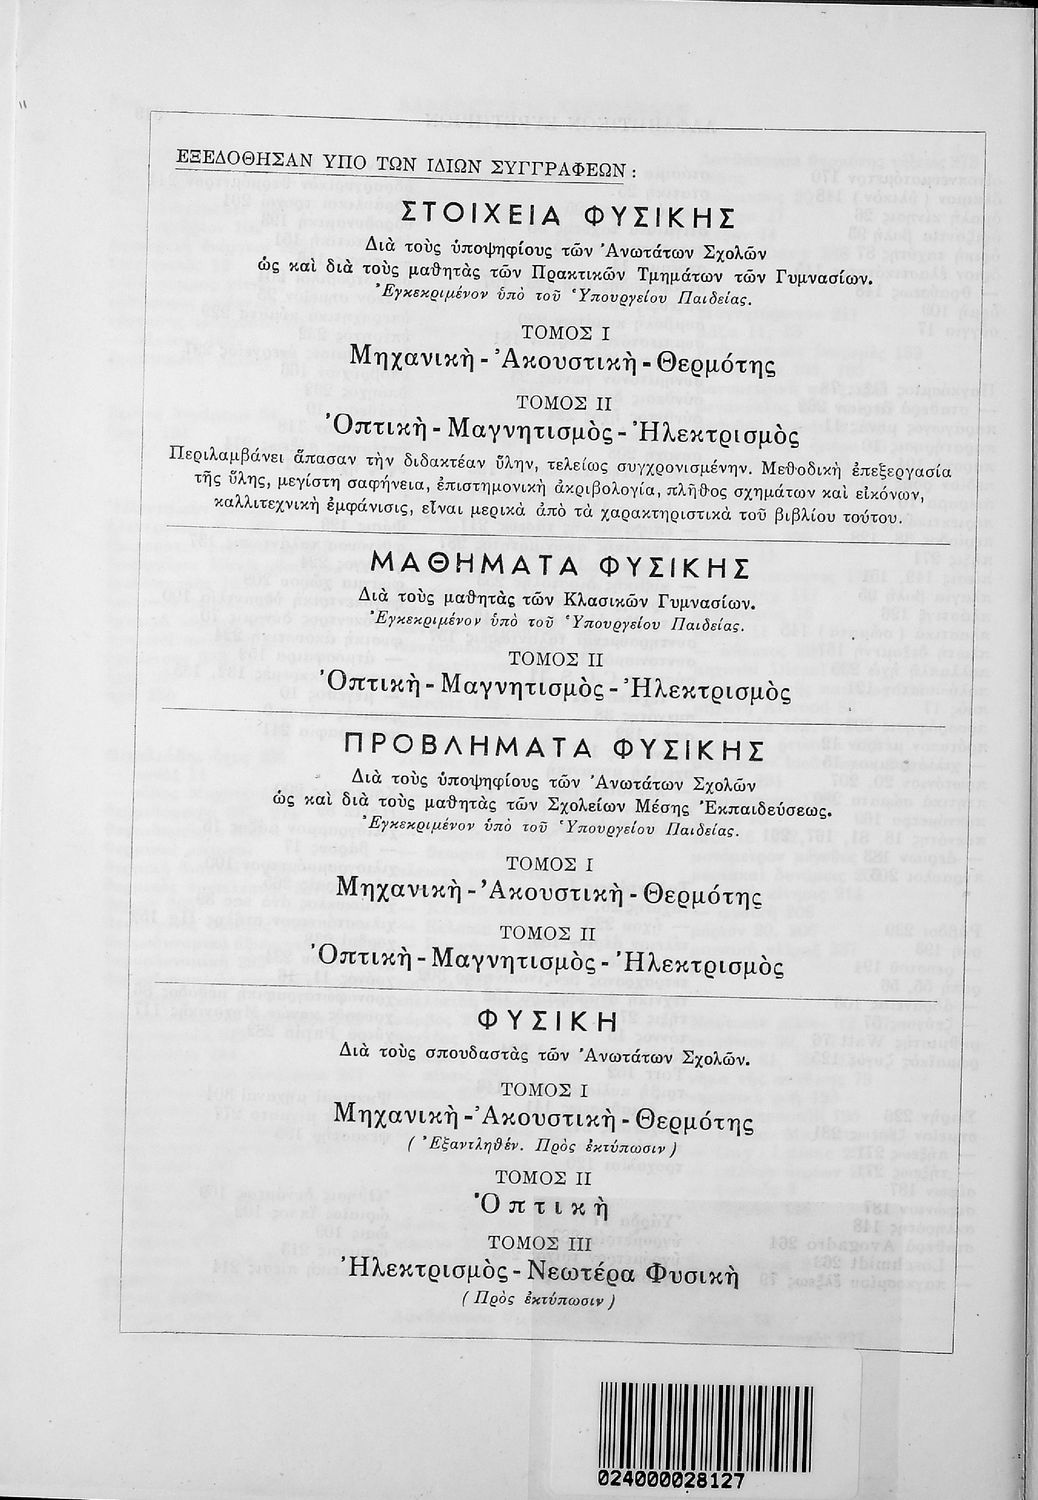 ΕΞΕΔΟΘΗΣΑΝ ΥΠΟ ΤΩΝ ΙΔΙΩΝ ΣΥΓΓΡΑΦΕΩΝ :
ΣΤΟΙΧΕΙΑ ΦΥΣΙΚΗΣ
Διὰ τοὺς ὑποψηφίους τῶν Ἀνωτάτων Σχολῶν
ὡς καὶ διὰ τοὺς μαθητὰς τῶν Πρακτικῶν Τμημάτων τῶν Γυμνασίων.
Ἐγκεκριμένον ὑπὸ τοῦ Ὑπουργείου Παιδείας.
ΤΟΜΟΣ Ι
Μηχανικὴ - Ἀκουστικὴ - Θερμότης
ΤΟΜΟΣ ΙΙ
Ὀπτικὴ - Μαγνητισμὸς - Ἠλεκτρισμὸς
Περιλαμβάνει ἅπασαν τὴν διδακτέαν ὕλην, τελείως συγχρονισμένην. Μεθοδικὴ ἐπεξεργασία
τῆς ὕλης, μεγίστη σαφήνεια, ἐπιστημονικὴ ἀκριβολογία, πλῆθος σχημάτων καὶ εἰκόνων,
καλλιτεχνικὴ ἐμφάνισις, εἶναι μερικὰ ἀπὸ τὰ χαρακτηριστικὰ τοῦ βιβλίου τούτου.
ΜΑΘΗΜΑΤΑ ΦΥΣΙΚΗΣ
Διὰ τοὺς μαθητὰς τῶν Κλασικῶν Γυμνασίων.
Ἐγκεκριμένον ὑπὸ τοῦ Ὑπουργείου Παιδείας.
ΤΟΜΟΣ ΙΙ
Ὀπτικὴ - Μαγνητισμὸς - Ἠλεκτρισμὸς
ΠΡΟΒΛΗΜΑΤΑ ΦΥΣΙΚΗΣ
Διὰ τοὺς ὑποψηφίους τῶν Ἀνωτάτων Σχολῶν
ὡς καὶ διὰ τοὺς μαθητὰς τῶν Σχολείων Μέσης Ἐκπαιδεύσεως.
Ἐγκεκριμένον ὑπὸ τοῦ Ὑπουργείου Παιδείας.
ΤΟΜΟΣ Ι
Μηχανικὴ - Ἀκουστικὴ - Θερμότης
ΤΟΜΟΣ ΙΙ
Ὀπτικὴ - Μαγνητισμὸς - Ἠλεκτρισμὸς
ΦΥΣΙΚΗ
Διὰ τοὺς σπουδαστὰς τῶν Ἀνωτάτων Σχολῶν.
ΤΟΜΟΣ Ι
Μηχανικὴ - Ἀκουστικὴ - Θερμότης
( Ἐξαντληθέν. Πρὸς ἐκτύπωσιν )
ΤΟΜΟΣ ΙΙ
Ὀπτικὴ
ΤΟΜΟΣ ΙΙΙ
Ἠλεκτρισμὸς - Νεωτέρα Φυσικὴ
( Πρὸς ἐκτύπωσιν )
024000028127